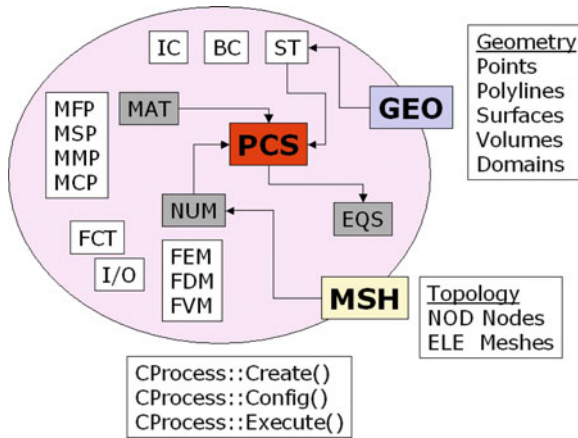 IC
BC
ST
Geometry
Points
Polylines
Surfaces
Volumes
Domains
GEO
MFP
MSP
MMP
MCP
MAT
PCS
NUM
EQS
FCT
I/O
FEM
FDM
FVM
MSH
Topology
NOD Nodes
ELE Meshes
CProcess::Create()
CProcess::Config()
CProcess::Execute()